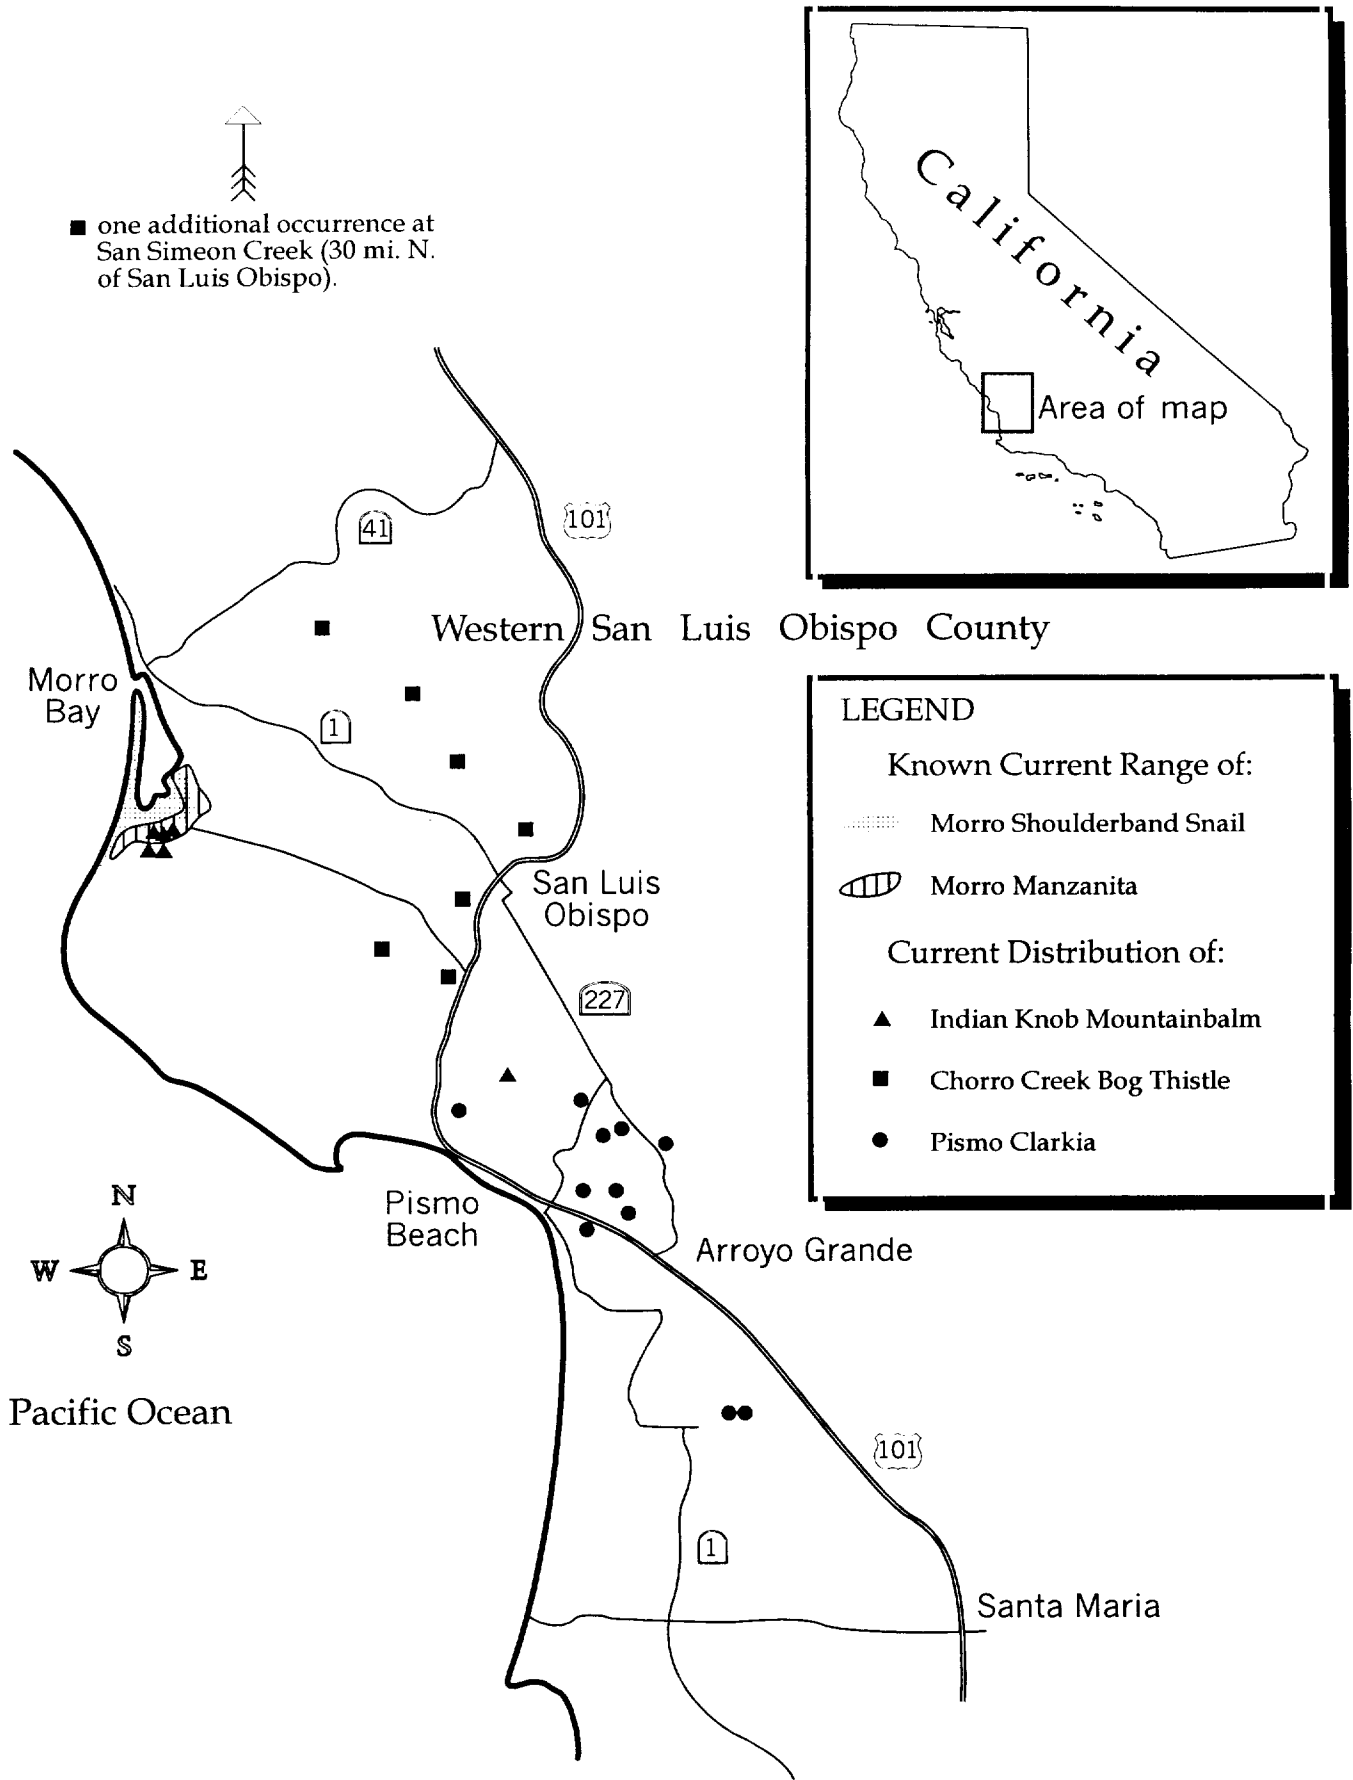 California
Area of map
■ one additional occurrence at
San Simeon Creek (30 mi. N.
of San Luis Obispo).
41
101
Western San Luis Obispo County
Morro
Bay
1
San Luis
Obispo
227
LEGEND
Known Current Range of:
Morro Shoulderband Snail
Morro Manzanita
Current Distribution of:
▲ Indian Knob Mountainbalm
■ Chorro Creek Bog Thistle
● Pismo Clarkia
Pismo
Beach
Arroyo Grande
N
W E
S
Pacific Ocean
101
1
Santa Maria